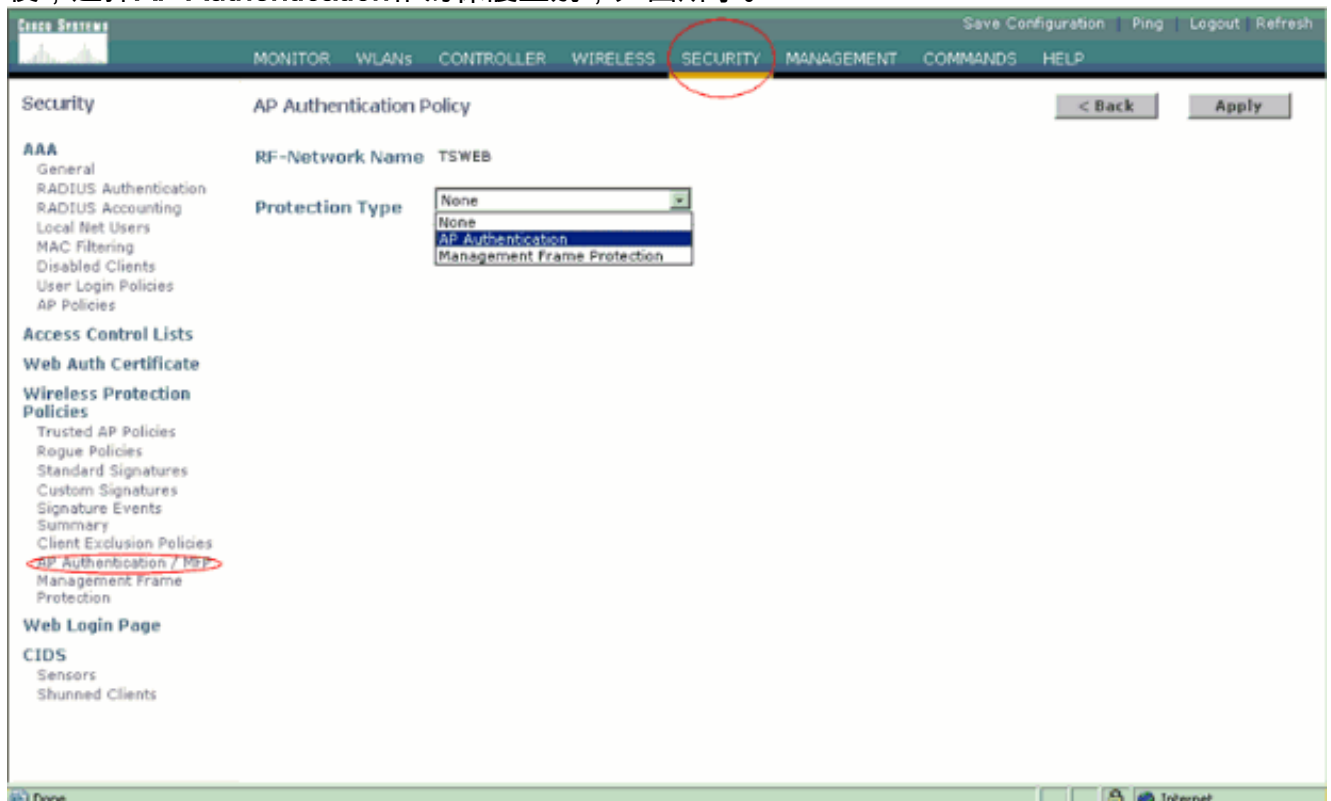 CISCO SYSTEMS
Save Configuration | Ping | Logout | Refresh
MONITOR WLANs CONTROLLER WIRELESS SECURITY MANAGEMENT COMMANDS HELP
Security
AAA
General
RADIUS Authentication
RADIUS Accounting
Local Net Users
MAC Filtering
Disabled Clients
User Login Policies
AP Policies
Access Control Lists
Web Auth Certificate
Wireless Protection
Policies
Trusted AP Policies
Rogue Policies
Standard Signatures
Custom Signatures
Signature Events
Summary
Client Exclusion Policies
AP Authentication / MFP
Management Frame
Protection
Web Login Page
CIDS
Sensors
Shunned Clients
AP Authentication Policy
< Back
Apply
RF-Network Name TSWEB
Protection Type
None
None
AP Authentication
Management Frame Protection
Done
Internet